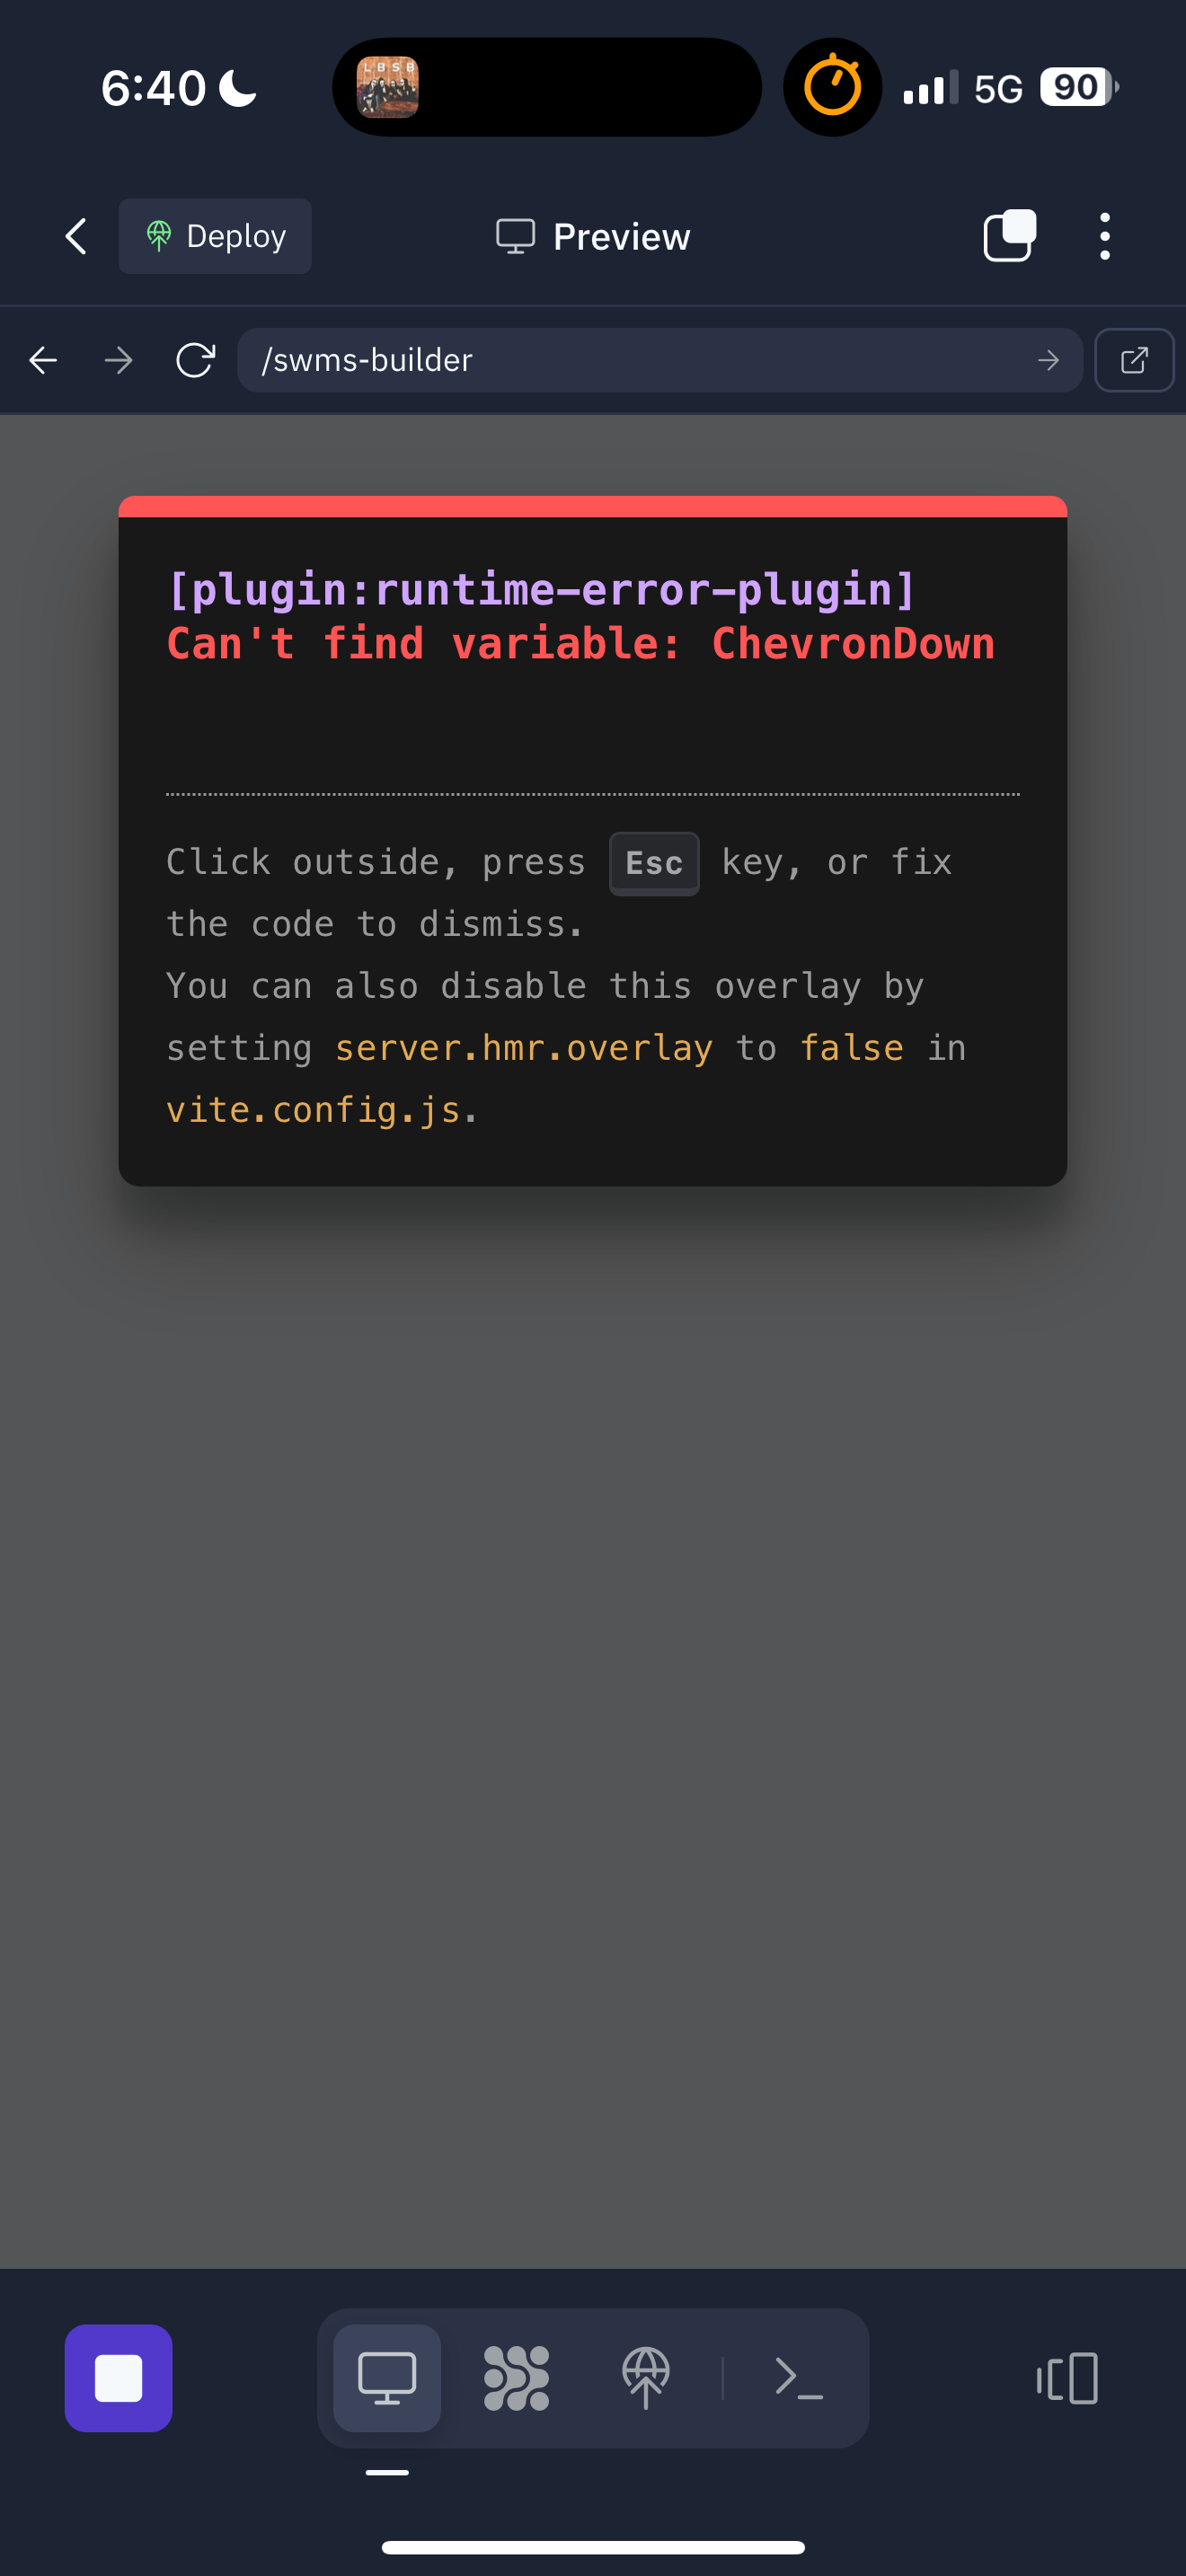 6:40
LBSB
5G
90
Deploy
Preview
/swms-builder
[plugin:runtime-error-plugin]
Can't find variable: ChevronDown
Click outside, press Esc key, or fix
the code to dismiss.
You can also disable this overlay by
setting server.hmr.overlay to false in
vite.config.js.